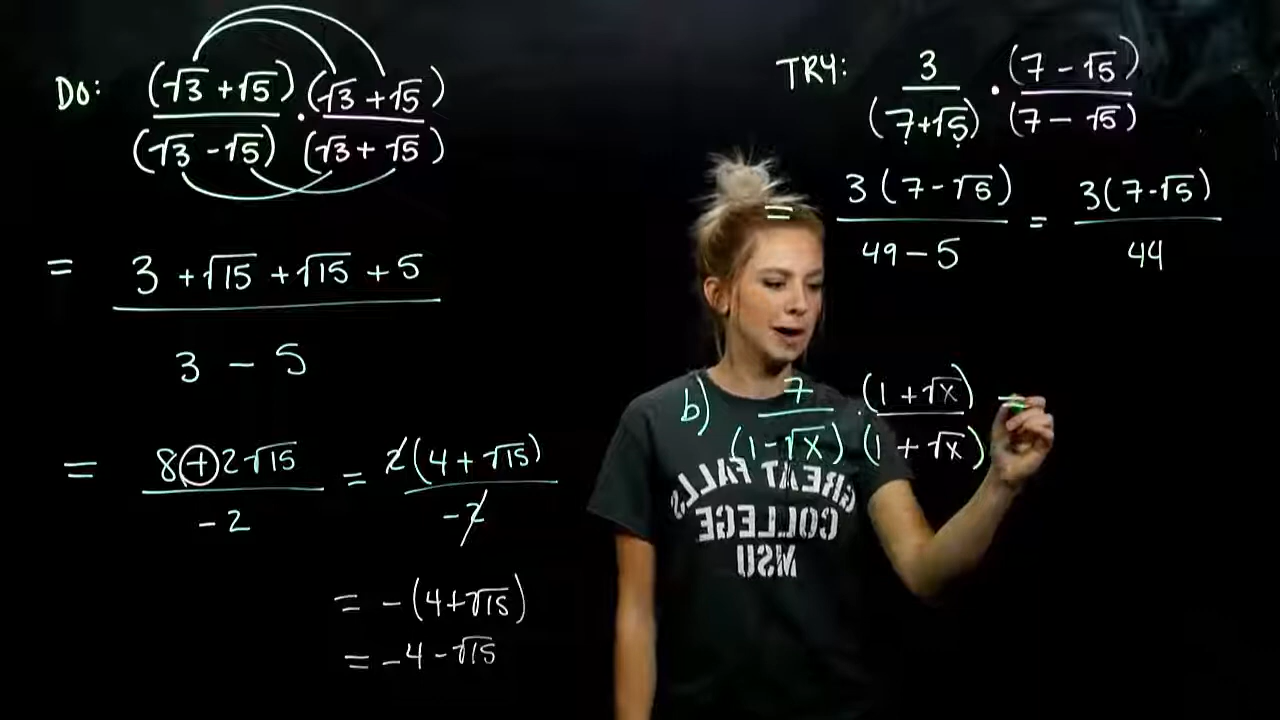 DO: (√3 + √5) · (√3 + √5)
(√3 - √5) (√3 + √5)
= 3 + √15 + √15 + 5
3 - 5
= 8 + 2√15 = 2(4 + √15)
-2 -2
= -(4+√15)
= -4-√15
TRY: 3 · (7 - √5)
(7+√5) (7 - √5)
= 3(7-√5) = 3(7-√5)
49 - 5 44
b) 7 · (1 + √x) =
(1-√x) (1 + √x)
GREAT FALLS
COLLEGE
MSU